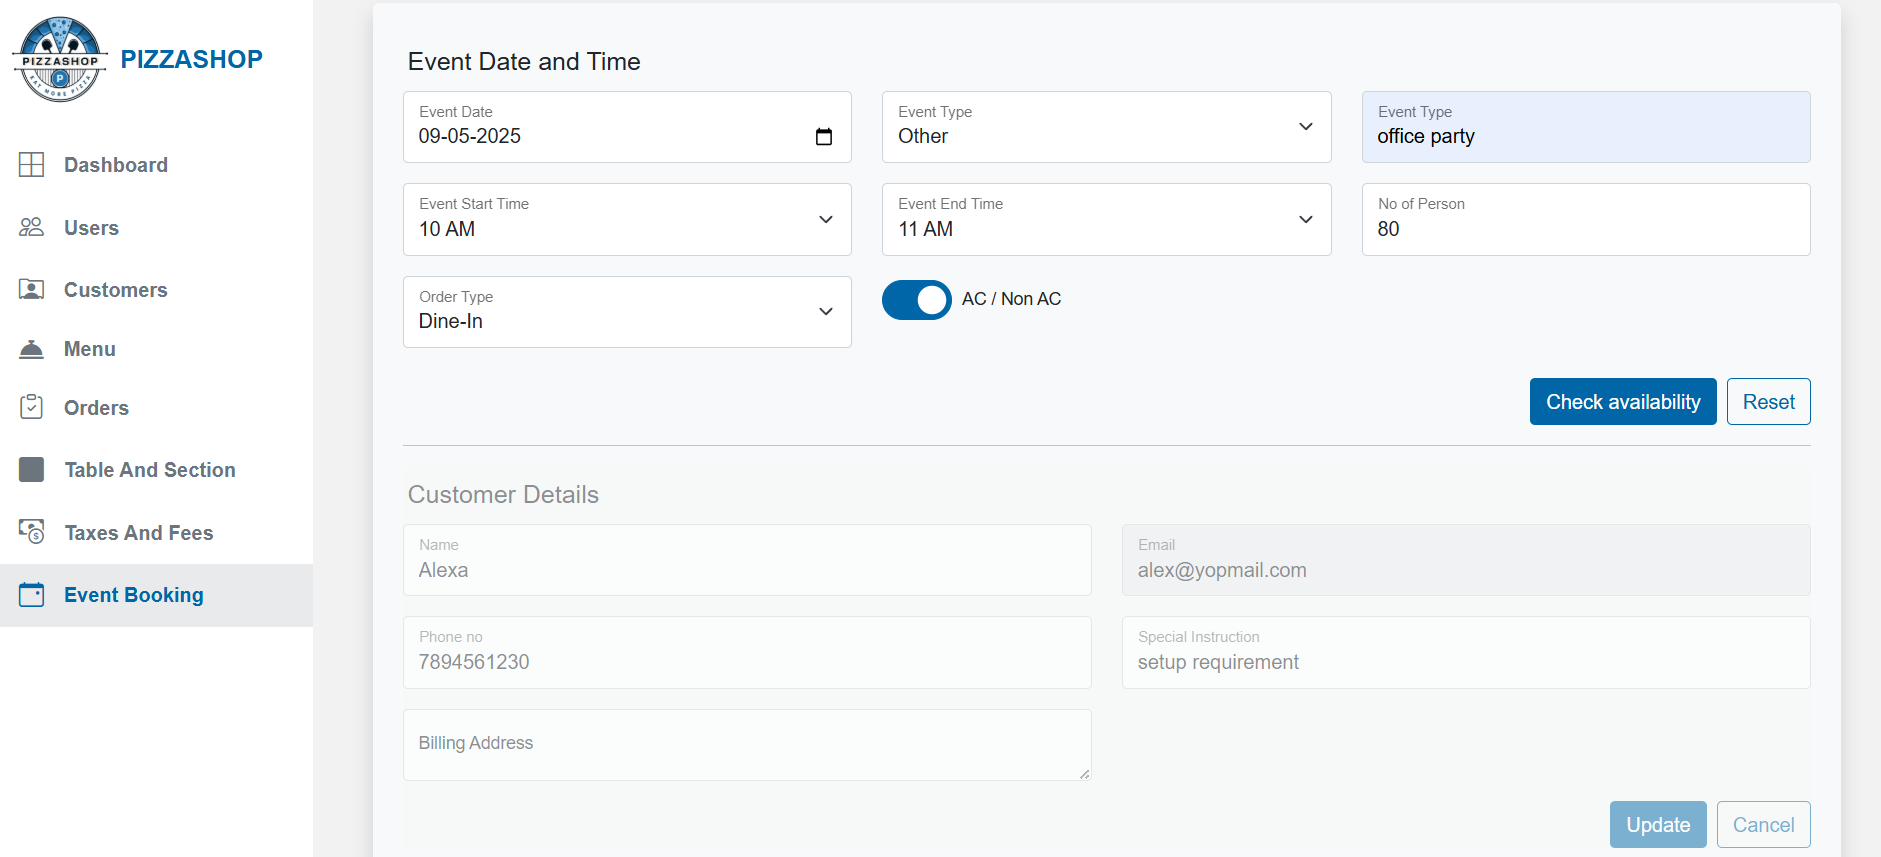 PIZZASHOP
EAT MORE PIZZA
P
PIZZASHOP
Dashboard
Users
Customers
Menu
Orders
Table And Section
Taxes And Fees
Event Booking
Event Date and Time
Event Date
09-05-2025
Event Type
Other
Event Type
office party
Event Start Time
10 AM
Event End Time
11 AM
No of Person
80
Order Type
Dine-In
AC / Non AC
Check availability
Reset
Customer Details
Name
Alexa
Email
alex@yopmail.com
Phone no
7894561230
Special Instruction
setup requirement
Billing Address
Update
Cancel